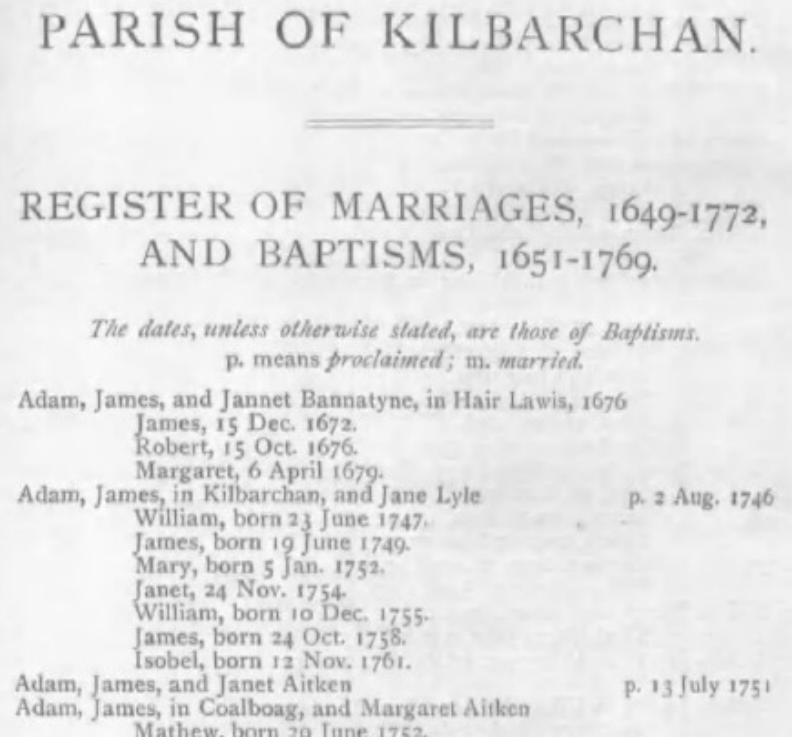 PARISH OF KILBARCHAN.
REGISTER OF MARRIAGES, 1649-1772,
AND BAPTISMS, 1651-1769.
The dates, unless otherwise stated, are those of Baptisms.
p. means proclaimed; m. married.
Adam, James, and Jannet Bannatyne, in Hair Lawis, 1676
James, 15 Dec. 1672.
Robert, 15 Oct. 1676.
Margaret, 6 April 1679.
Adam, James, in Kilbarchan, and Jane Lyle p. 2 Aug. 1746
William, born 23 June 1747.
James, born 19 June 1749.
Mary, born 5 Jan. 1752.
Janet, 24 Nov. 1754.
William, born 10 Dec. 1755.
James, born 24 Oct. 1758.
Isobel, born 12 Nov. 1761.
Adam, James, and Janet Aitken p. 13 July 1751
Adam, James, in Coalboag, and Margaret Aitken
Mathew, born 29 June 1752.